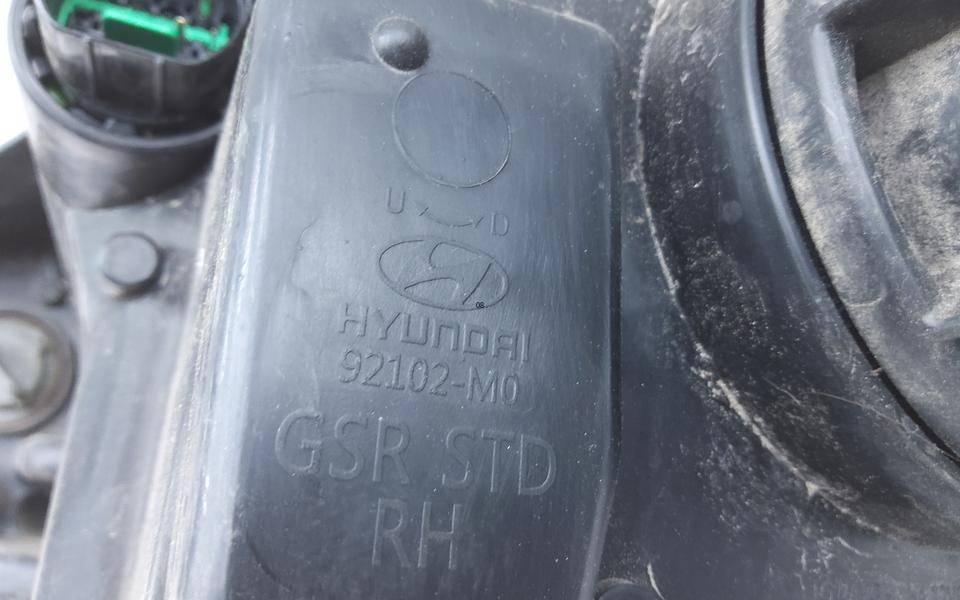 U D
HYUNDAI
92102-M0
GSR STD
RH